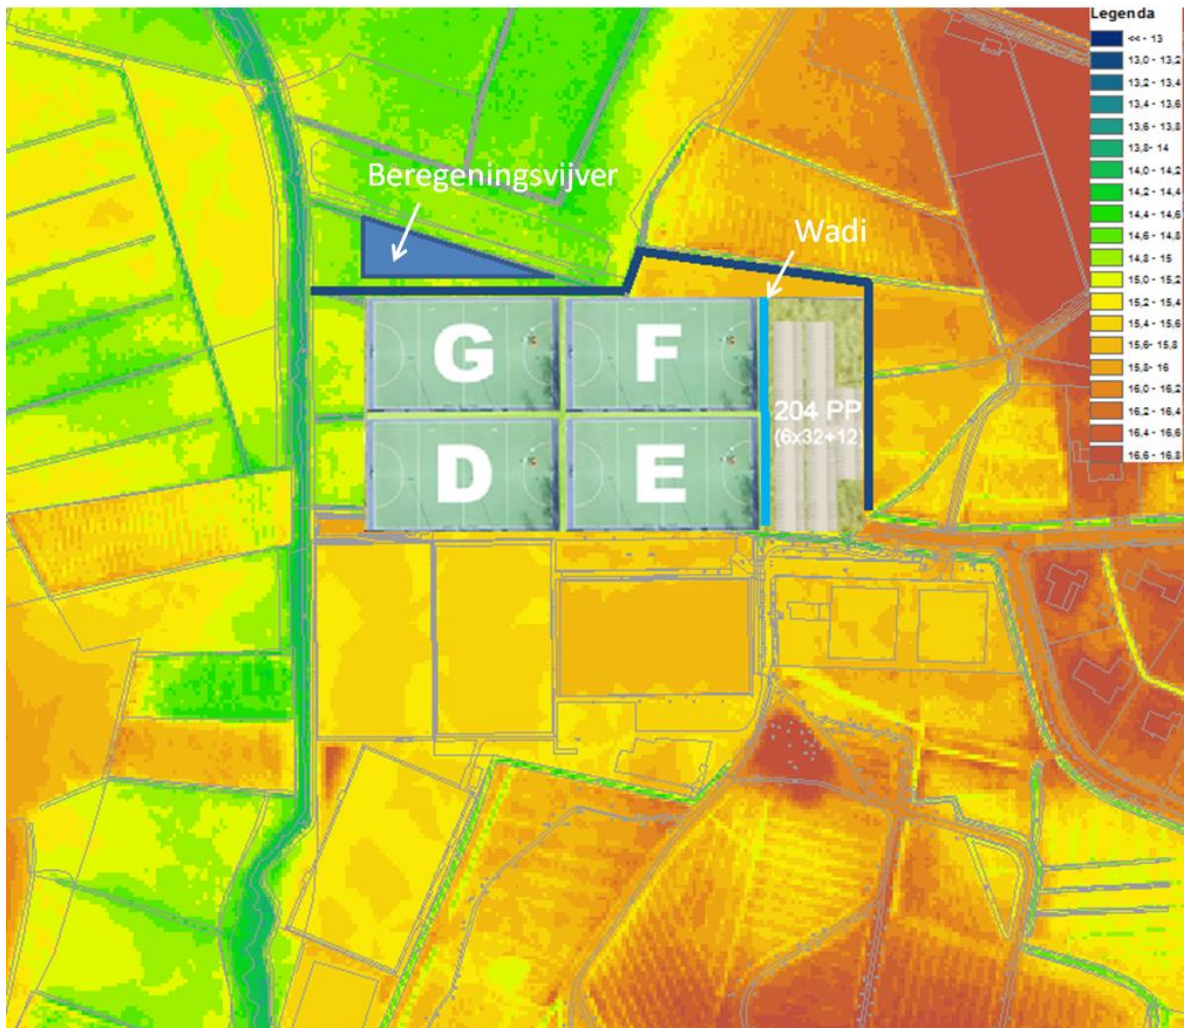 Legenda
<< - 13
13,0 - 13,2
13,2 - 13,4
13,4 - 13,6
13,6 - 13,8
13,8 - 14
14,0 - 14,2
14,2 - 14,4
14,4 - 14,6
14,6 - 14,8
14,8 - 15
15,0 - 15,2
15,2 - 15,4
15,4 - 15,6
15,6 - 15,8
15,8 - 16
16,0 - 16,2
16,2 - 16,4
16,4 - 16,6
16,6 - 16,8
Beregeningsvijver
Wadi
G
F
204 PP
(6x32+12)
D
E